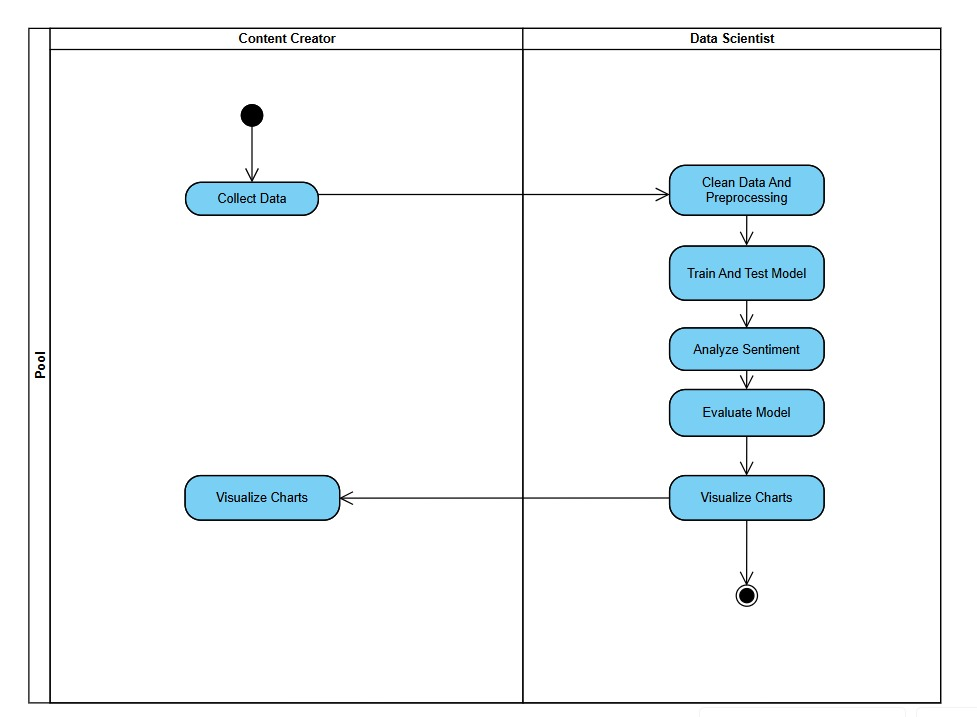 Content Creator
Data Scientist
Pool
Collect Data
Clean Data And
Preprocessing
Train And Test Model
Analyze Sentiment
Evaluate Model
Visualize Charts
Visualize Charts